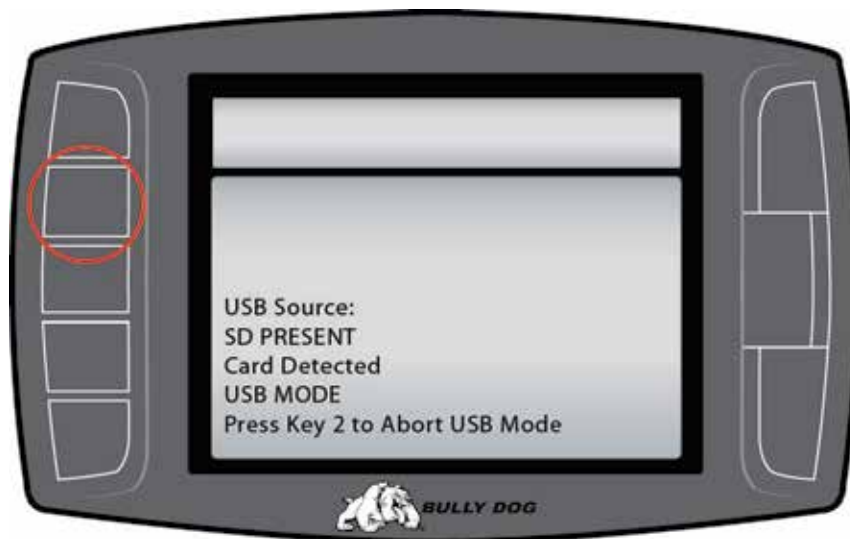 USB Source:
SD PRESENT
Card Detected
USB MODE
Press Key 2 to Abort USB Mode
BULLY DOG